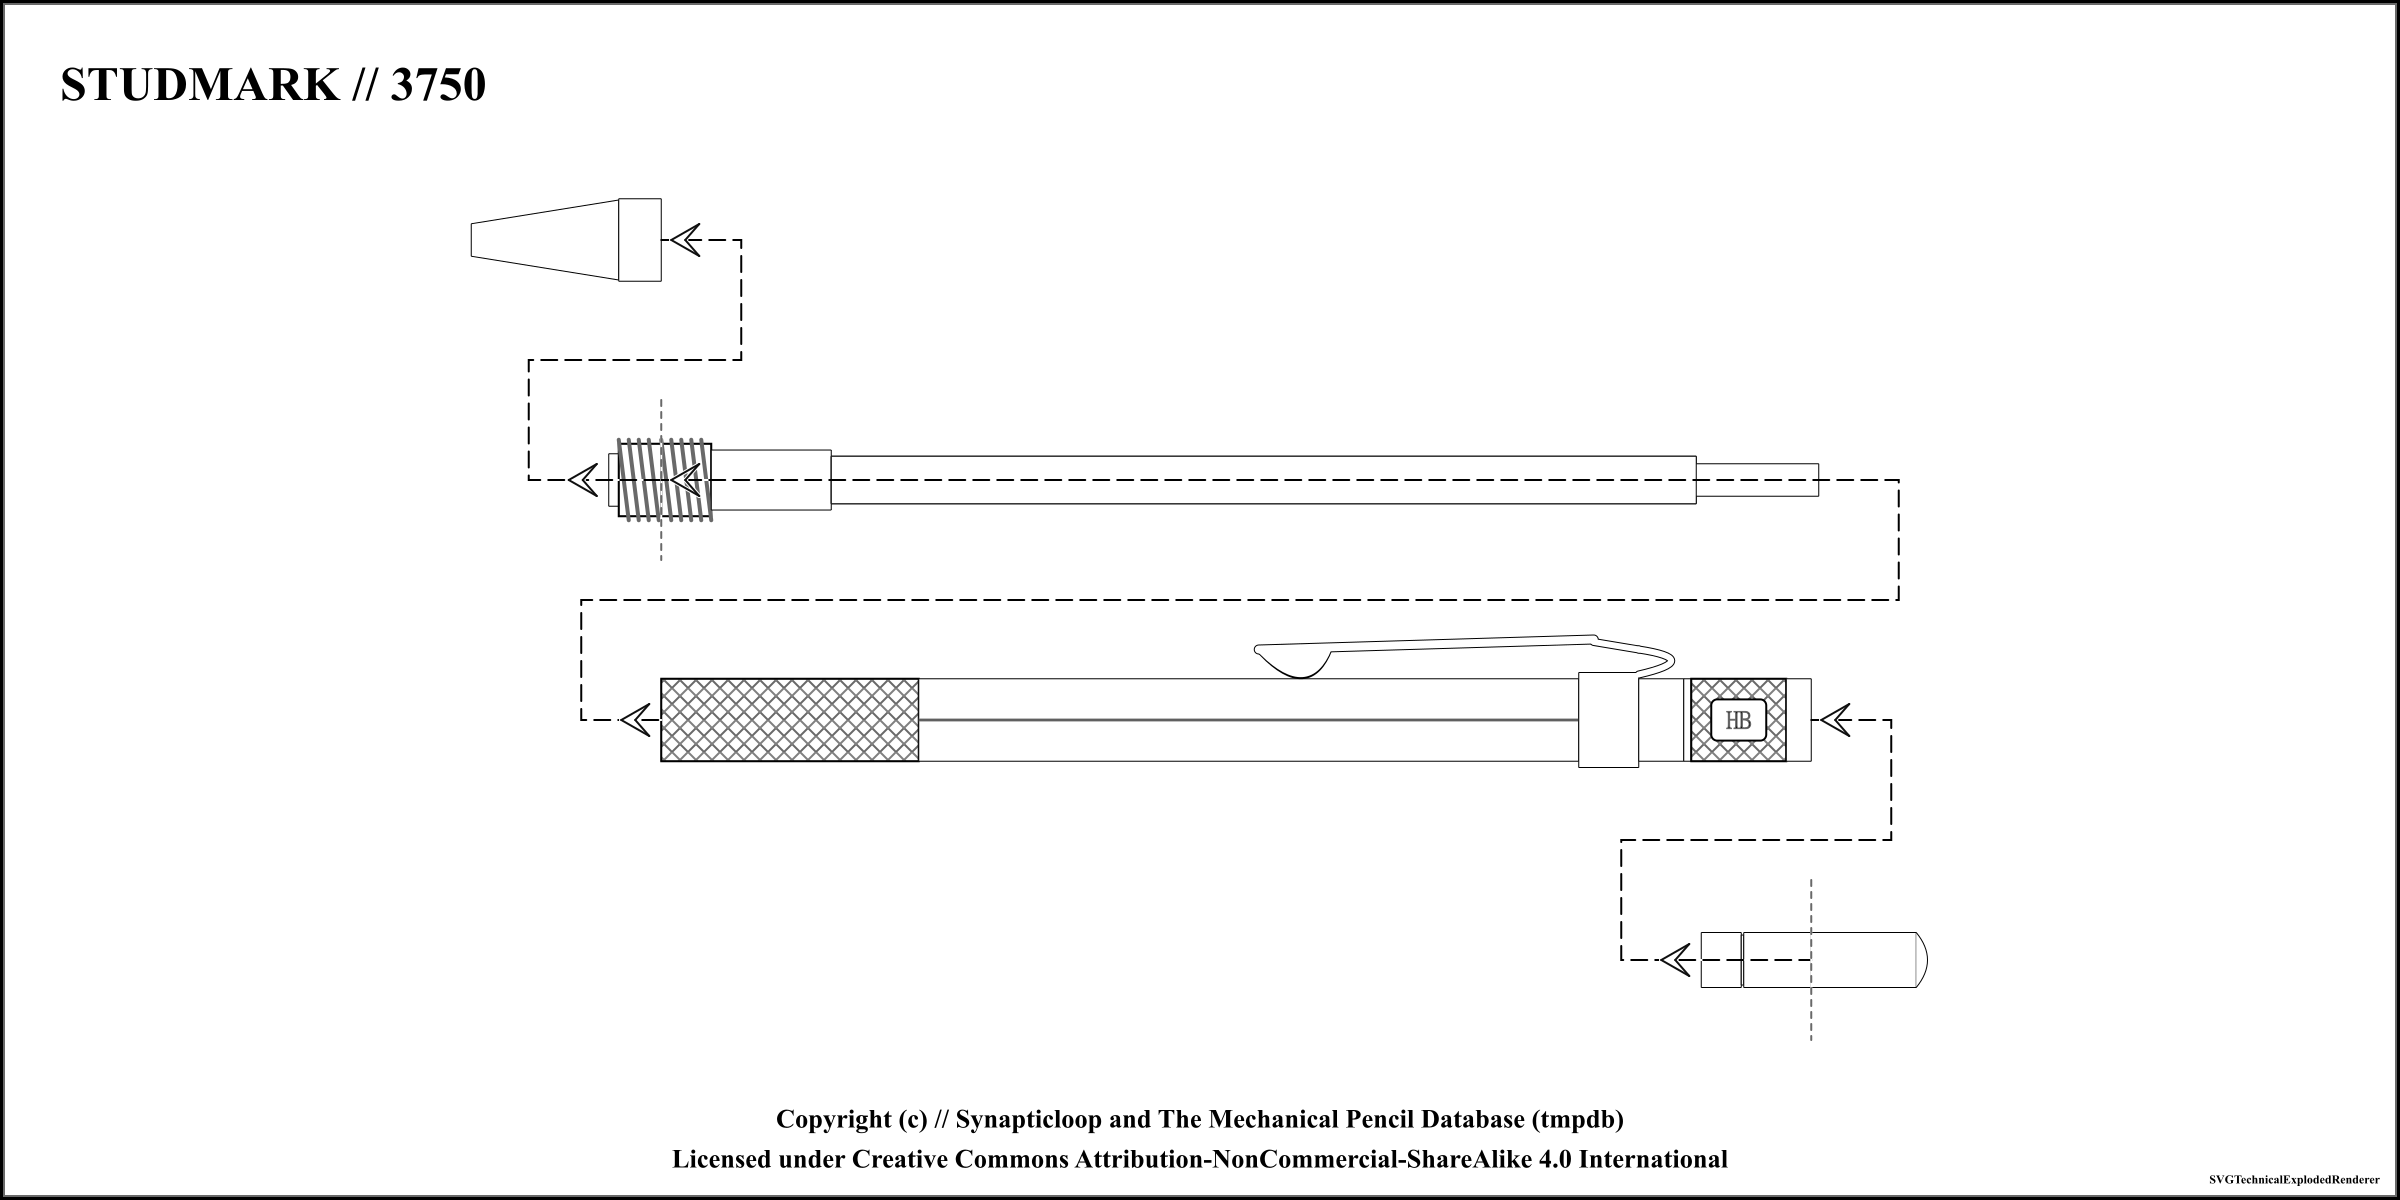 STUDMARK // 3750
HB
Copyright (c) // Synapticloop and The Mechanical Pencil Database (tmpdb)
Licensed under Creative Commons Attribution-NonCommercial-ShareAlike 4.0 International
SVGTechnicalExplodedRenderer